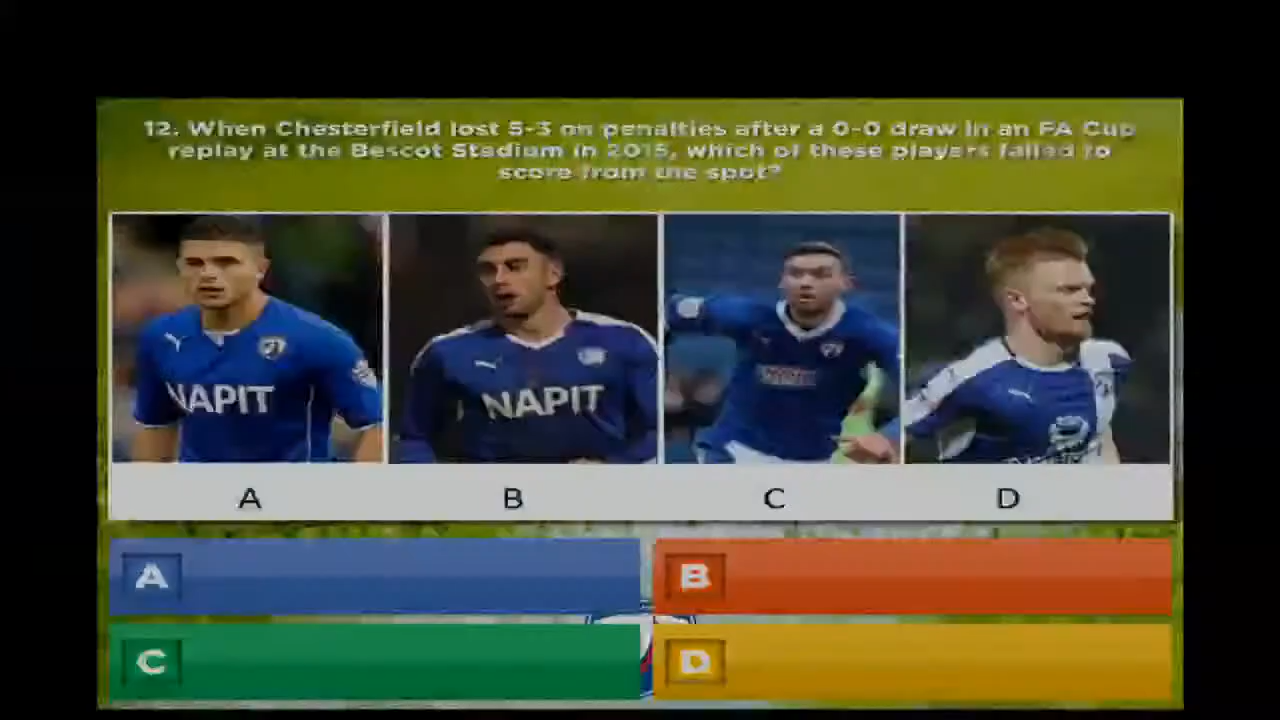 12. When Chesterfield lost 5-3 on penalties after a 0-0 draw in an FA Cup
replay at the Bescot Stadium in 2015, which of these players failed to
score from the spot?
NAPIT
NAPIT
A B C D
A
B
C
D